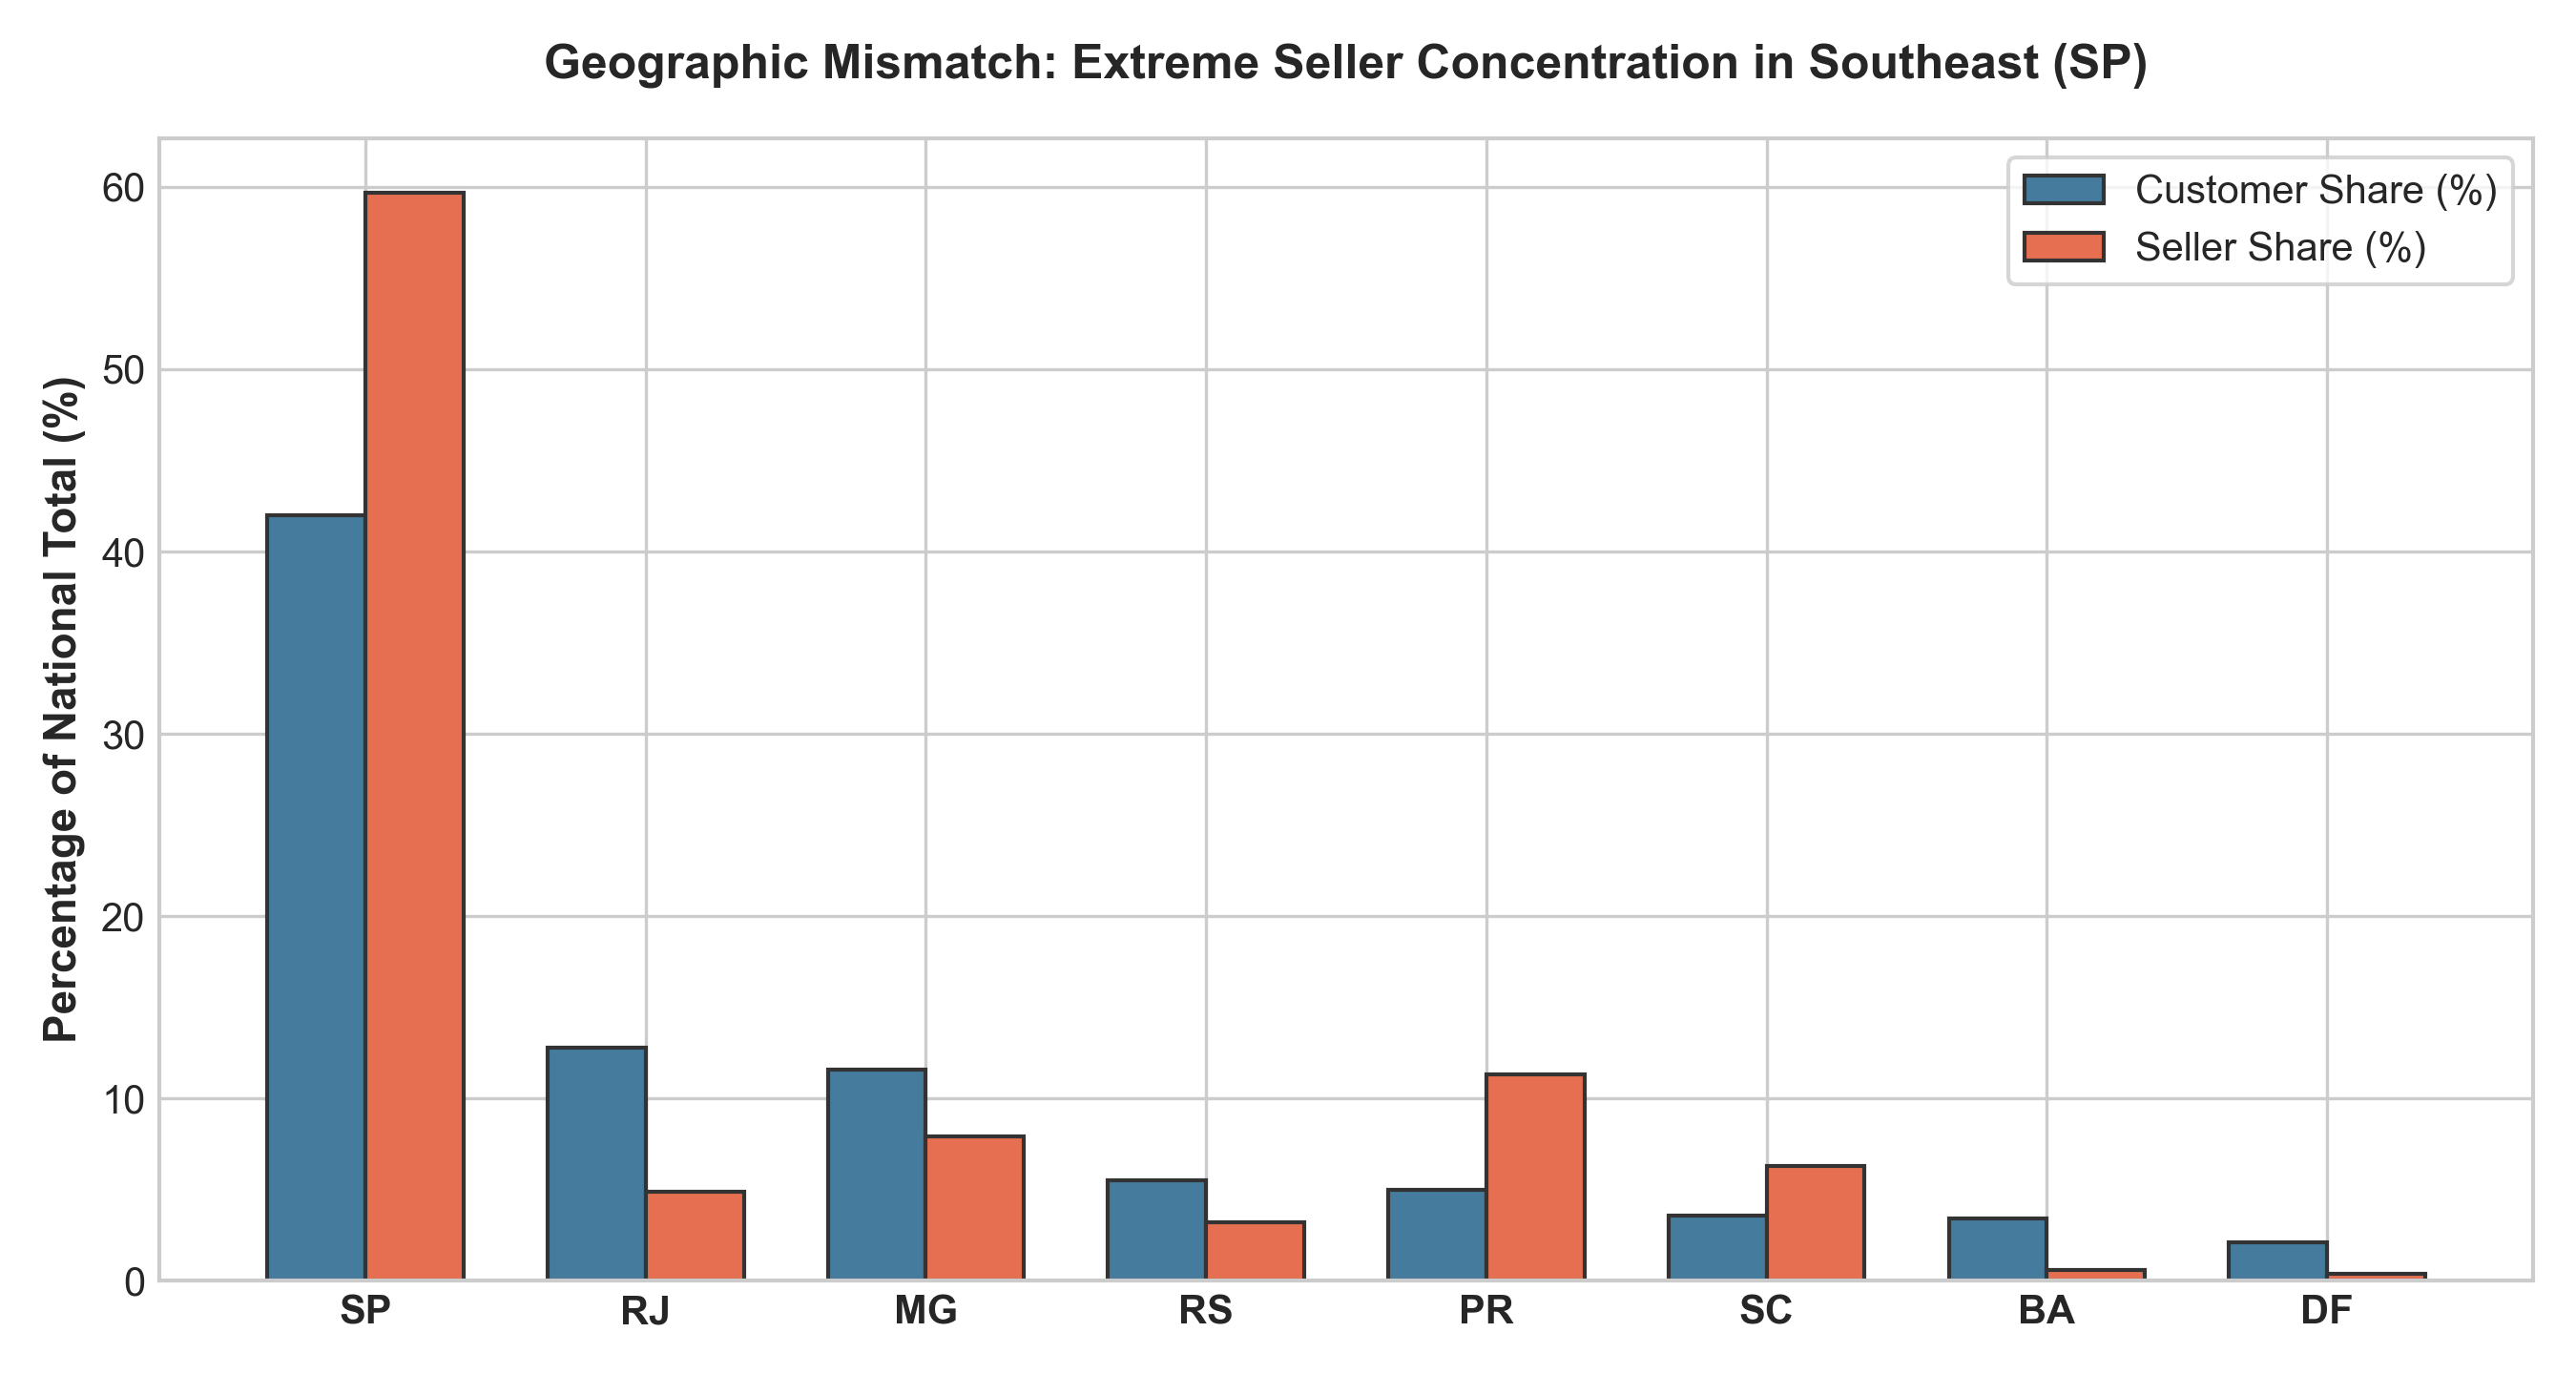 Geographic Mismatch: Extreme Seller Concentration in Southeast (SP)
Customer Share (%)
Seller Share (%)
Percentage of National Total (%)
60
50
40
30
20
10
0
SP
RJ
MG
RS
PR
SC
BA
DF